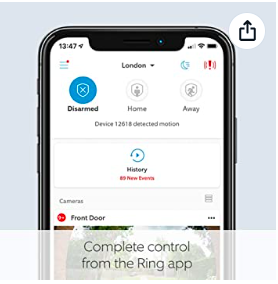 13:47
London
Disarmed
Home
Away
Device 12618 detected motion
History
89 New Events
Cameras
Front Door
Complete control
from the Ring app